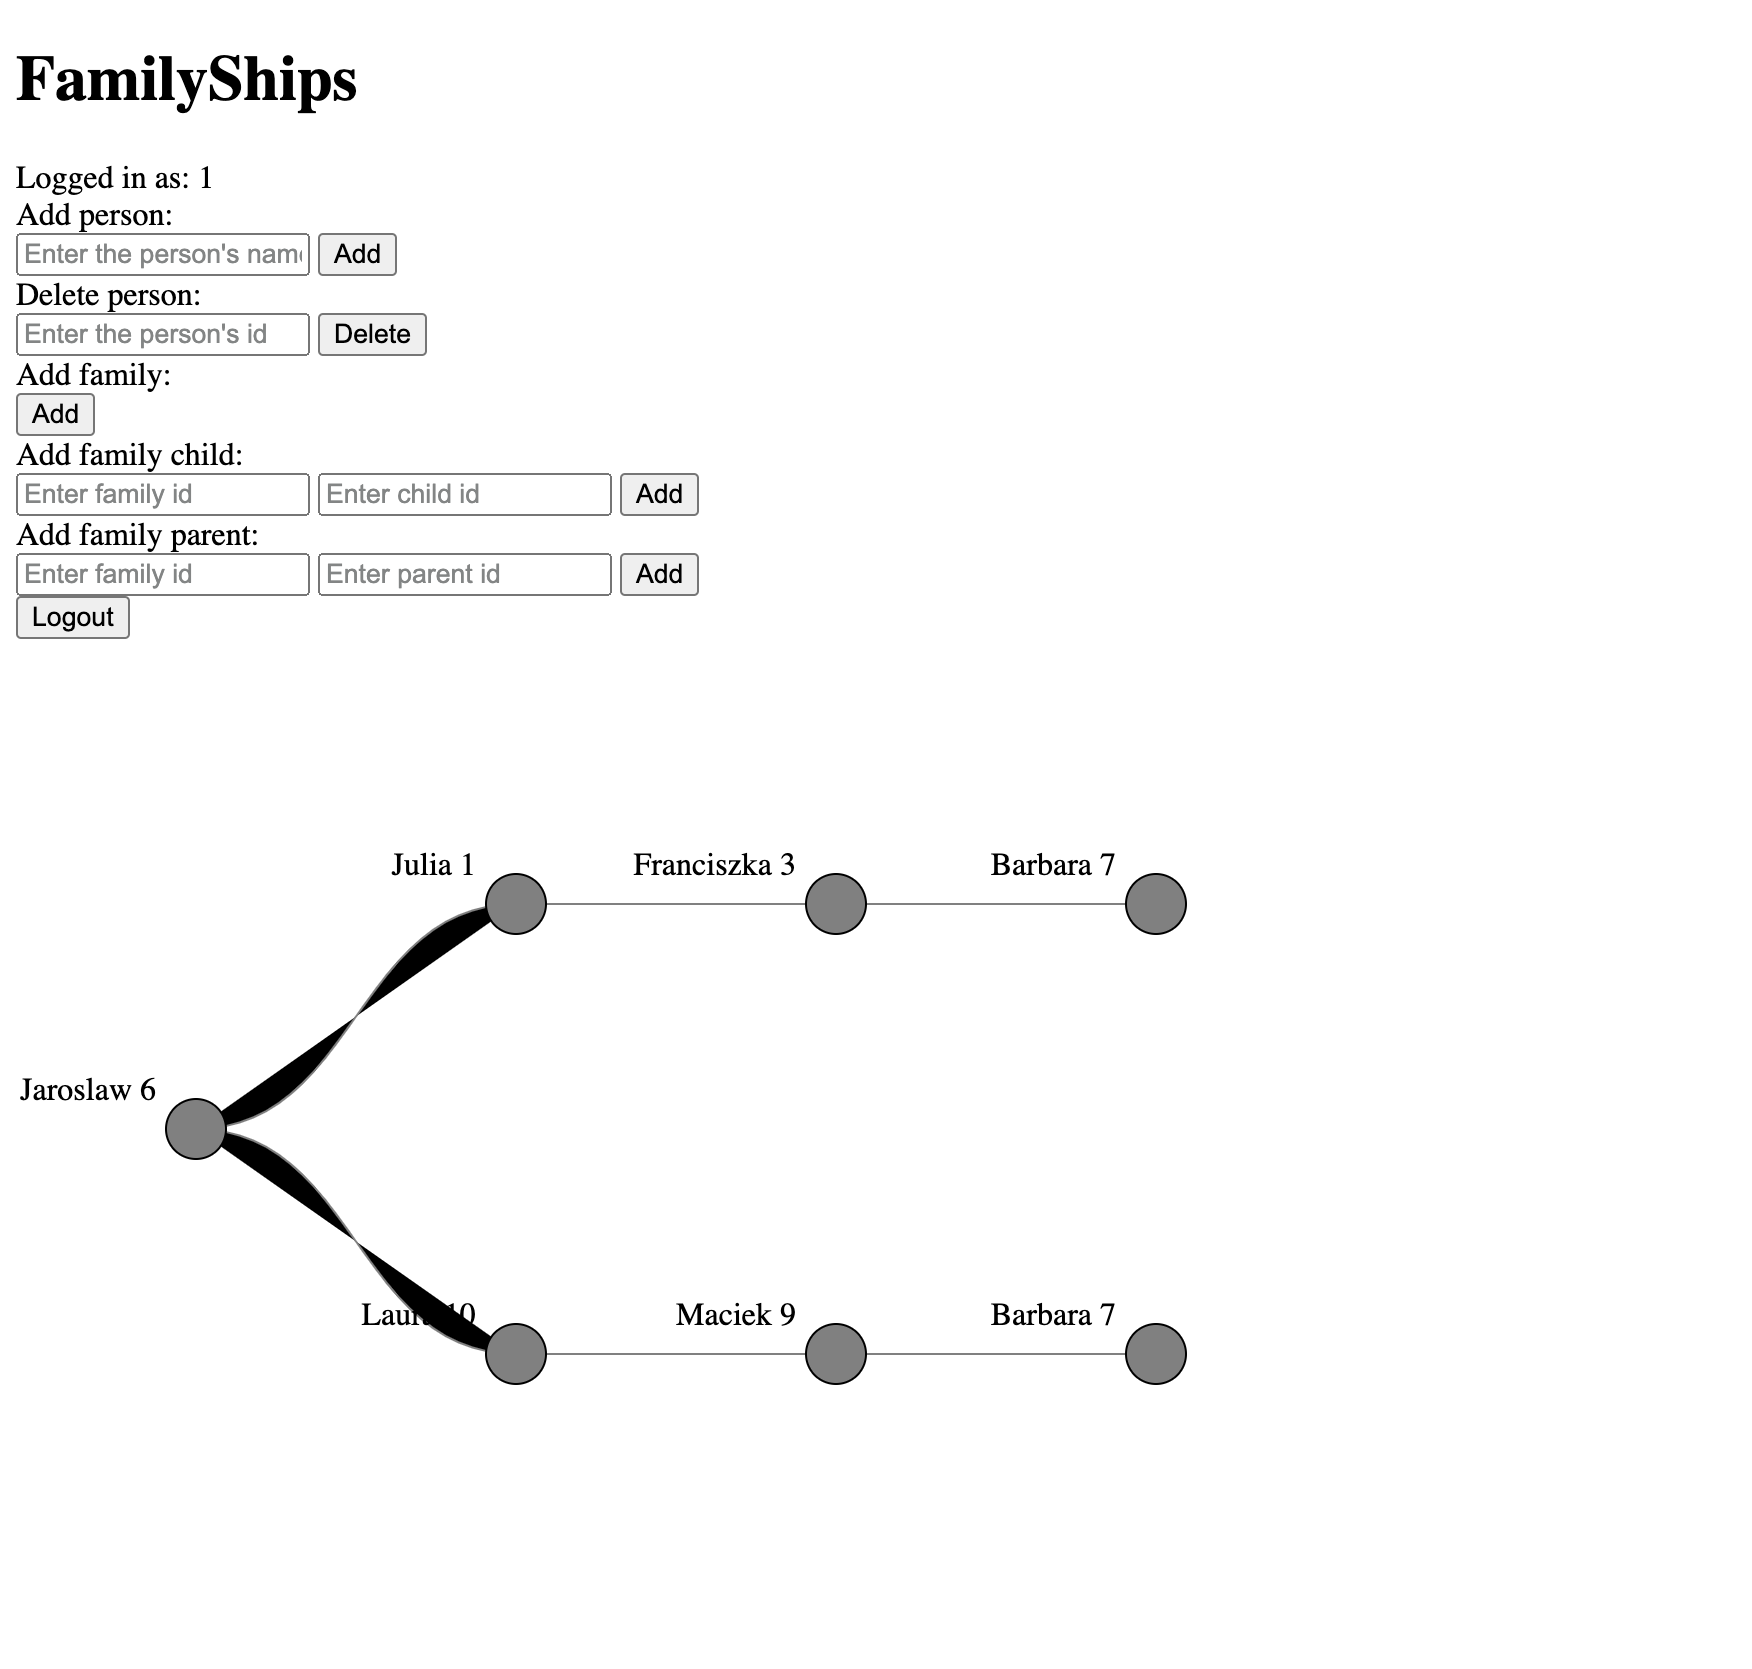 FamilyShips
Logged in as: 1
Add person:
Enter the person's nam Add
Delete person:
Enter the person's id Delete
Add family:
Add
Add family child:
Enter family id Enter child id Add
Add family parent:
Enter family id Enter parent id Add
Logout
Julia 1 Franciszka 3 Barbara 7
Jaroslaw 6
10 Maciek 9 Barbara 7